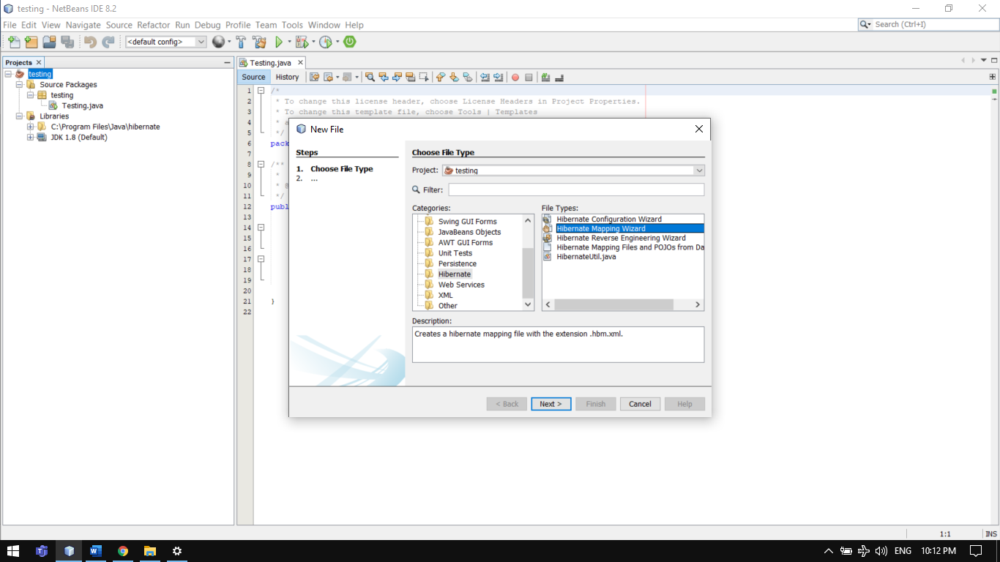 testing - NetBeans IDE 8.2
File Edit View Navigate Source Refactor Run Debug Profile Team Tools Window Help
Search (Ctrl+I)
<default config>
Projects
Testing.java
testing
Source Packages
testing
Testing.java
Libraries
C:\Program Files\Java\hibernate
JDK 1.8 (Default)
Source History
1 /*
2 * To change this license header, choose License Headers in Project Properties.
3 * To change this template file, choose Tools | Templates
4 * a
5 */
6 pack
7
8 /**
9 *
10 * @
11 */
12 publ
13
14
15
16
17
18
19
20
21 }
22
New File
Steps
1. Choose File Type
2. ...
Choose File Type
Project: testing
Filter:
Categories:
Swing GUI Forms
JavaBeans Objects
AWT GUI Forms
Unit Tests
Persistence
Hibernate
Web Services
XML
Other
File Types:
Hibernate Configuration Wizard
Hibernate Mapping Wizard
Hibernate Reverse Engineering Wizard
Hibernate Mapping Files and POJOs from Da
HibernateUtil.java
Description:
Creates a hibernate mapping file with the extension .hbm.xml.
< Back Next > Finish Cancel Help
1:1 INS
ENG 10:12 PM